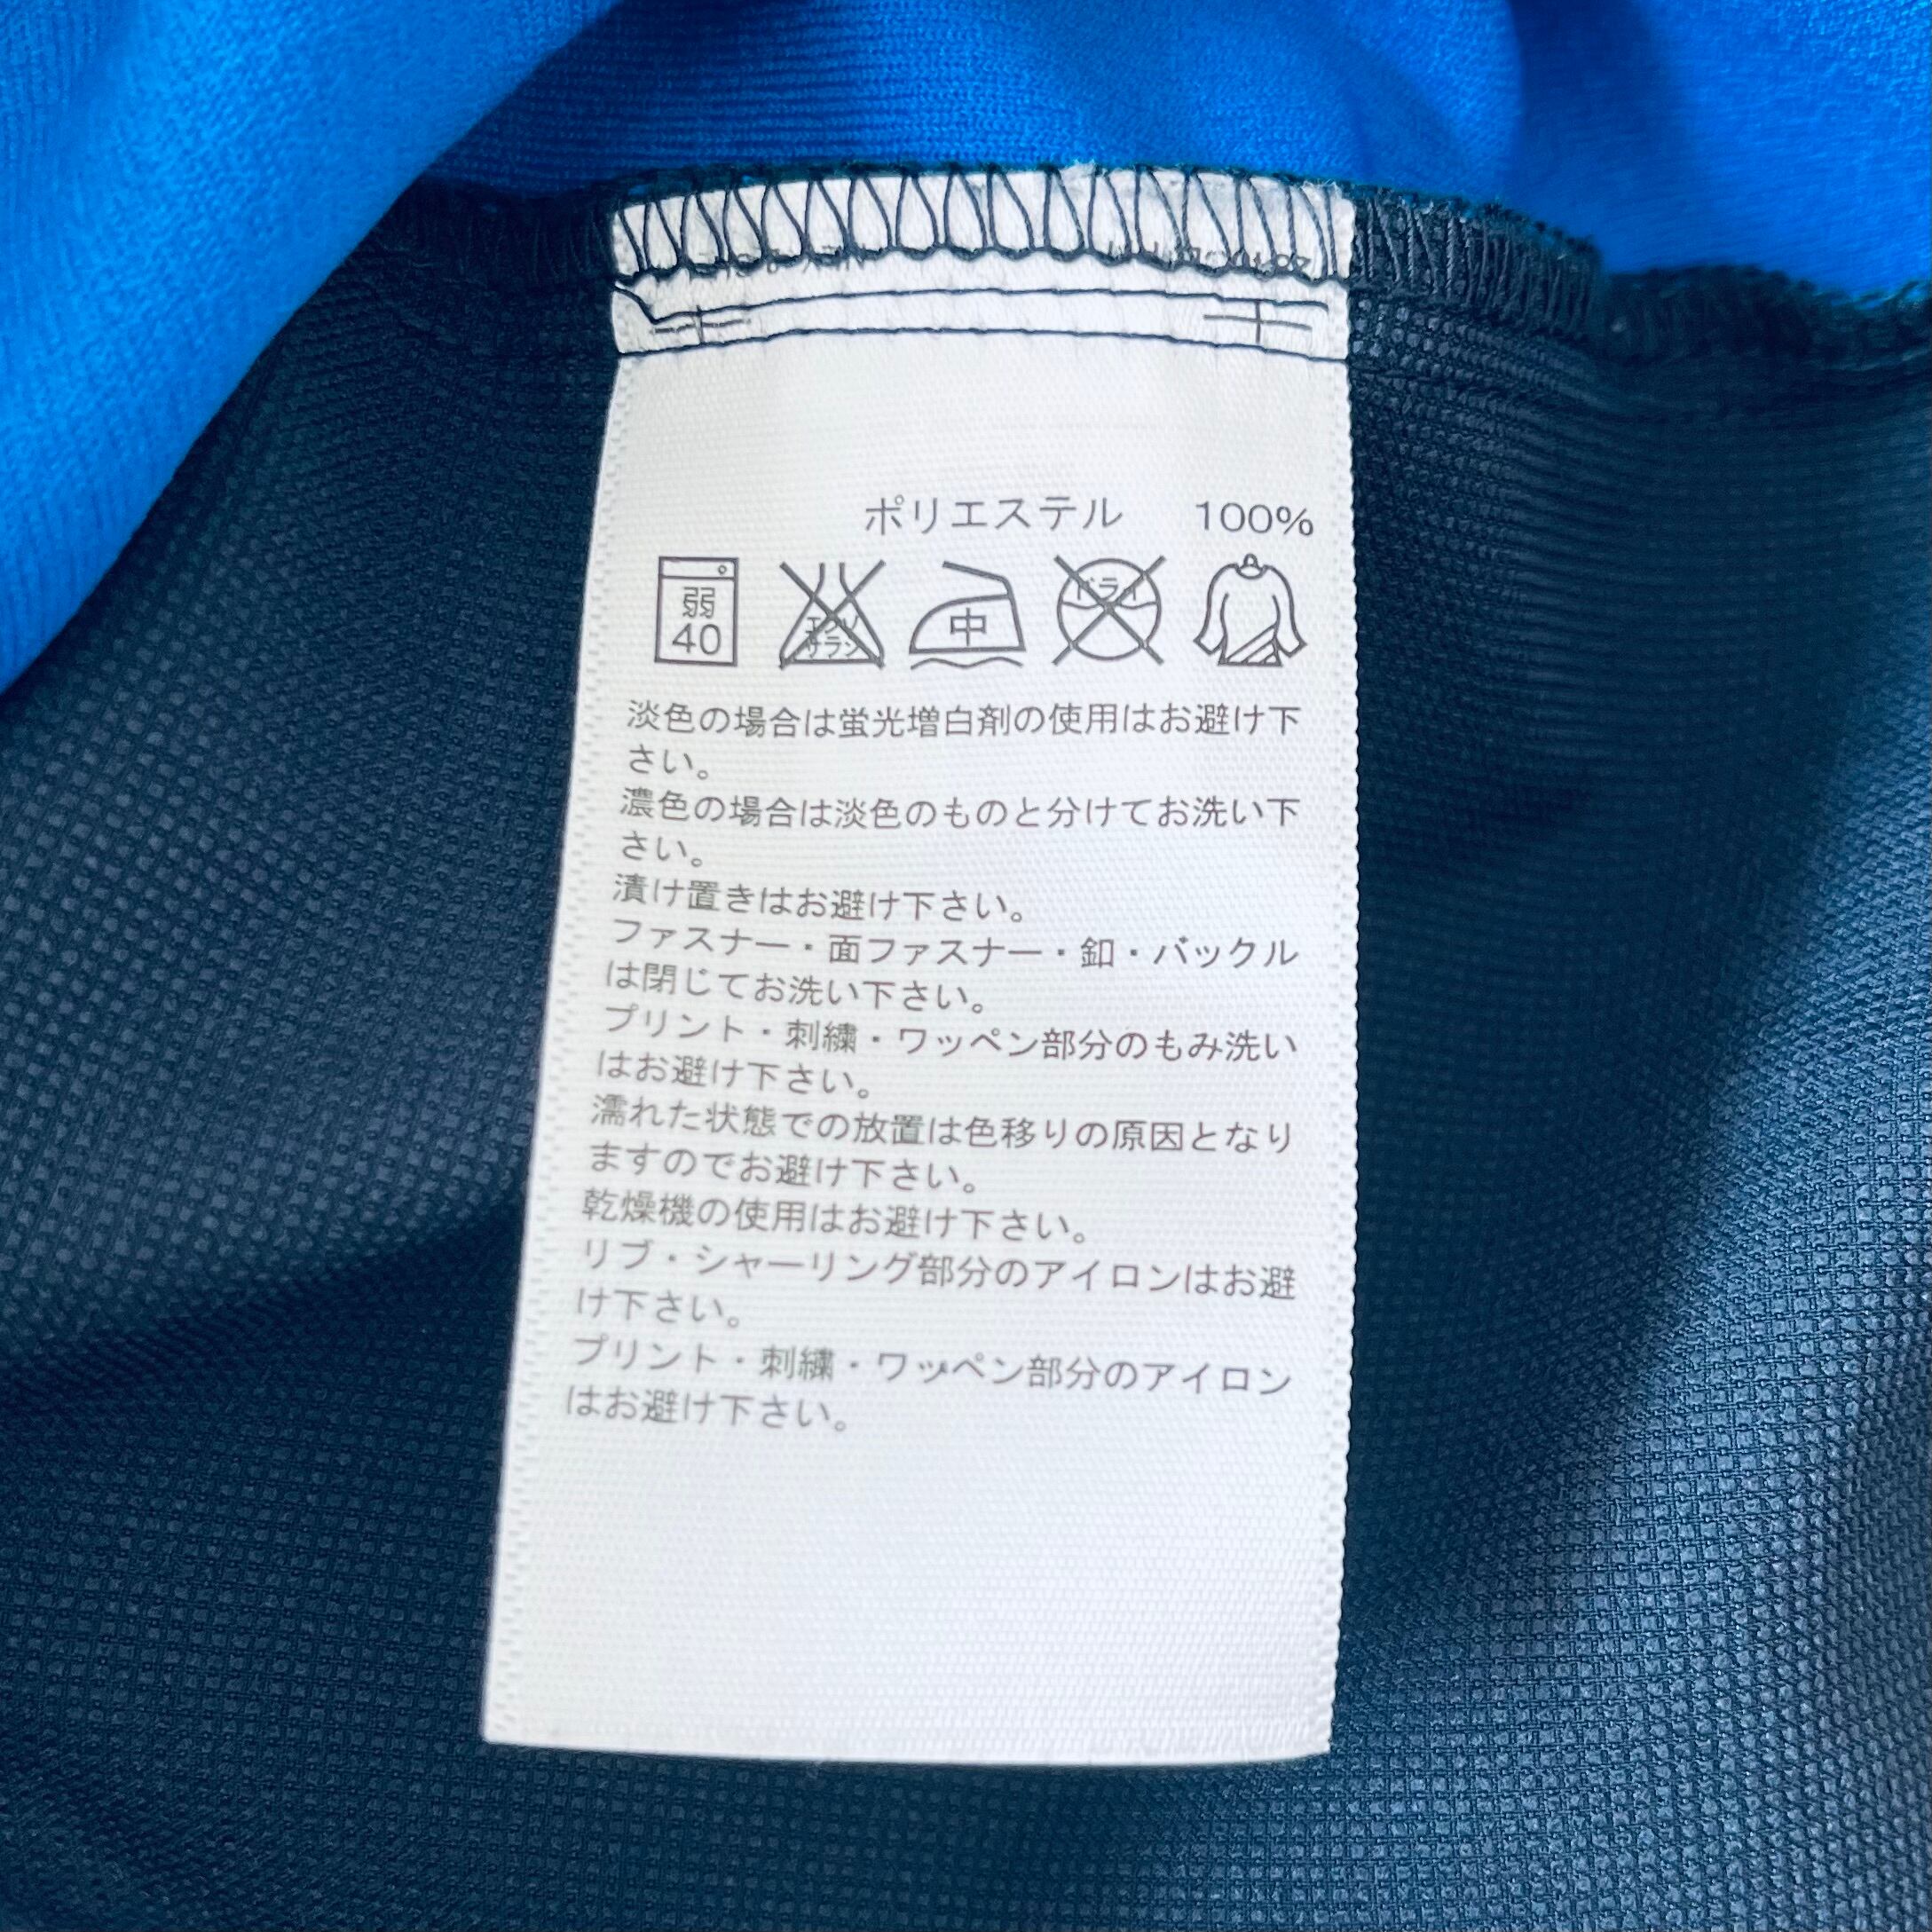 ポリエステル 100%
弱 40 エンソ サラシ 中 ドライ
淡色の場合は蛍光増白剤の使用はお避け下
さい。
濃色の場合は淡色のものと分けてお洗い下
さい。
漬け置きはお避け下さい。
ファスナー・面ファスナー・釦・バックル
は閉じてお洗い下さい。
プリント・刺繍・ワッペン部分のもみ洗い
はお避け下さい。
濡れた状態での放置は色移りの原因となり
ますのでお避け下さい。
乾燥機の使用はお避け下さい。
リブ・シャーリング部分のアイロンはお避
け下さい。
プリント・刺繍・ワッペン部分のアイロン
はお避け下さい。